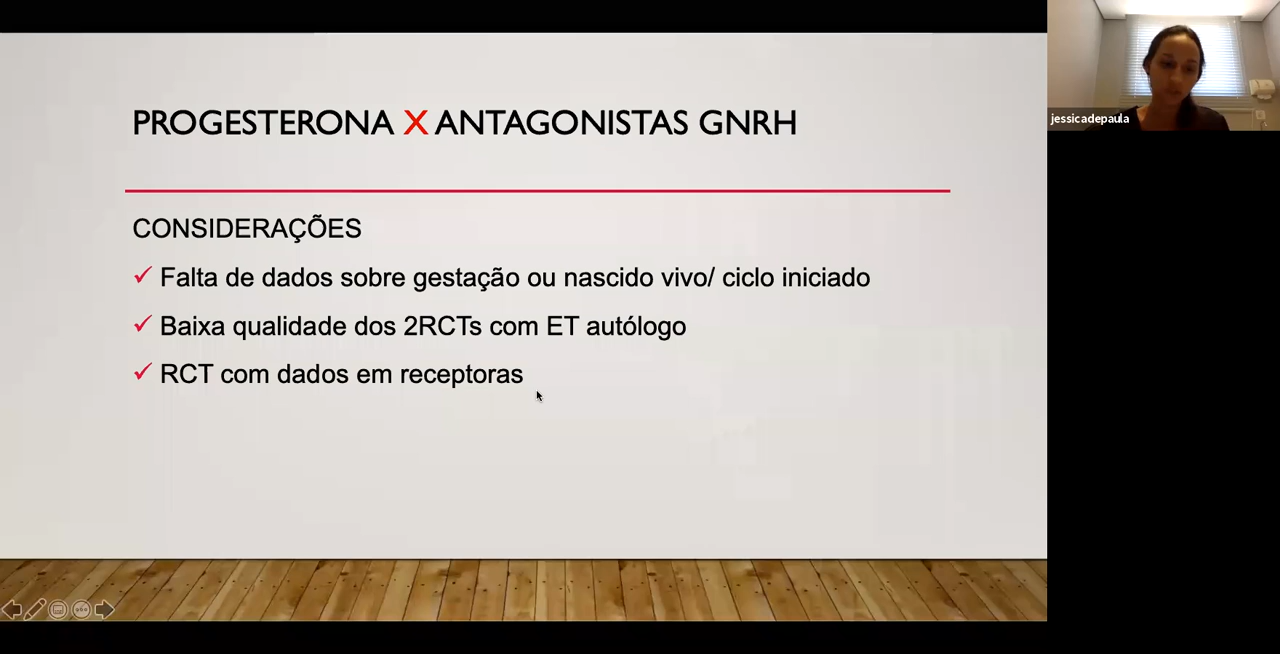 PROGESTERONA X ANTAGONISTAS GNRH
CONSIDERAÇÕES
Falta de dados sobre gestação ou nascido vivo/ ciclo iniciado
Baixa qualidade dos 2RCTs com ET autólogo
RCT com dados em receptoras
jessicadepaula